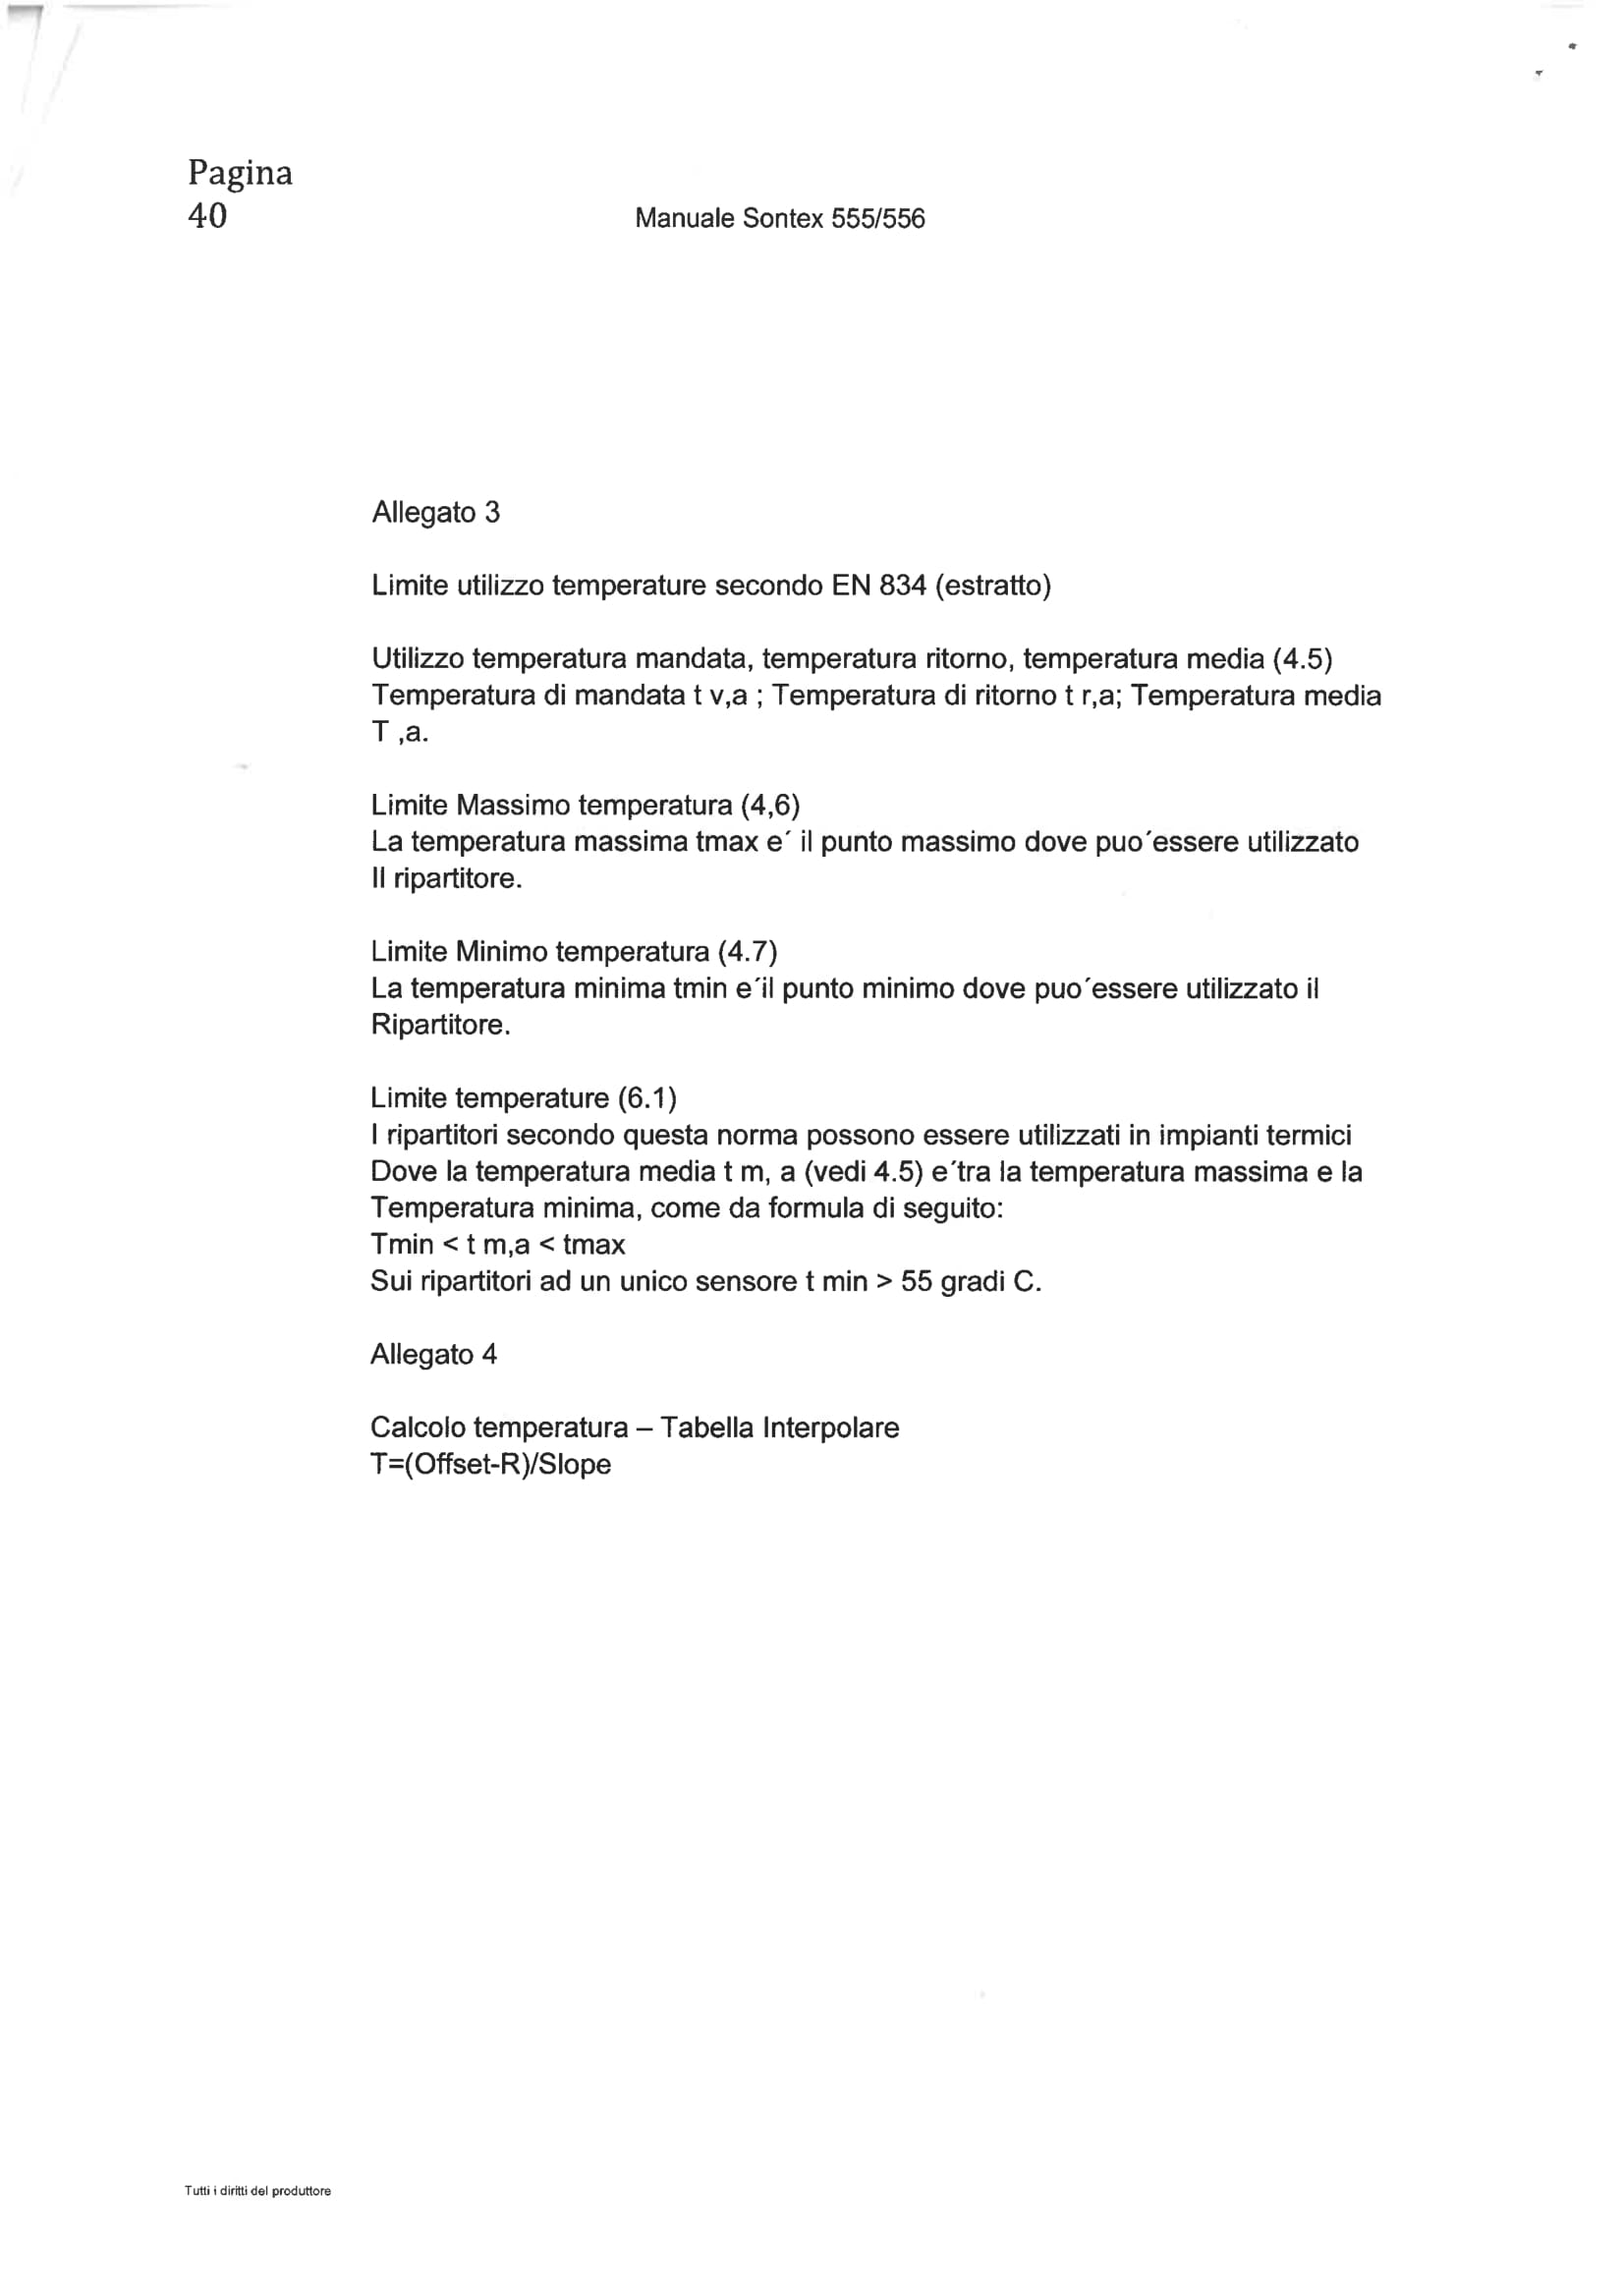 Pagina
40
Manuale Sontex 555/556
Allegato 3
Limite utilizzo temperature secondo EN 834 (estratto)
Utilizzo temperatura mandata, temperatura ritorno, temperatura media (4.5)
Temperatura di mandata t v,a ; Temperatura di ritorno t r,a; Temperatura media
T ,a.
Limite Massimo temperatura (4,6)
La temperatura massima tmax e´ il punto massimo dove puo´essere utilizzato
Il ripartitore.
Limite Minimo temperatura (4.7)
La temperatura minima tmin e´il punto minimo dove puo´essere utilizzato il
Ripartitore.
Limite temperature (6.1)
I ripartitori secondo questa norma possono essere utilizzati in impianti termici
Dove la temperatura media t m, a (vedi 4.5) e´tra la temperatura massima e la
Temperatura minima, come da formula di seguito:
Tmin < t m,a < tmax
Sui ripartitori ad un unico sensore t min > 55 gradi C.
Allegato 4
Calcolo temperatura – Tabella Interpolare
T=(Offset-R)/Slope
Tutti i diritti del produttore